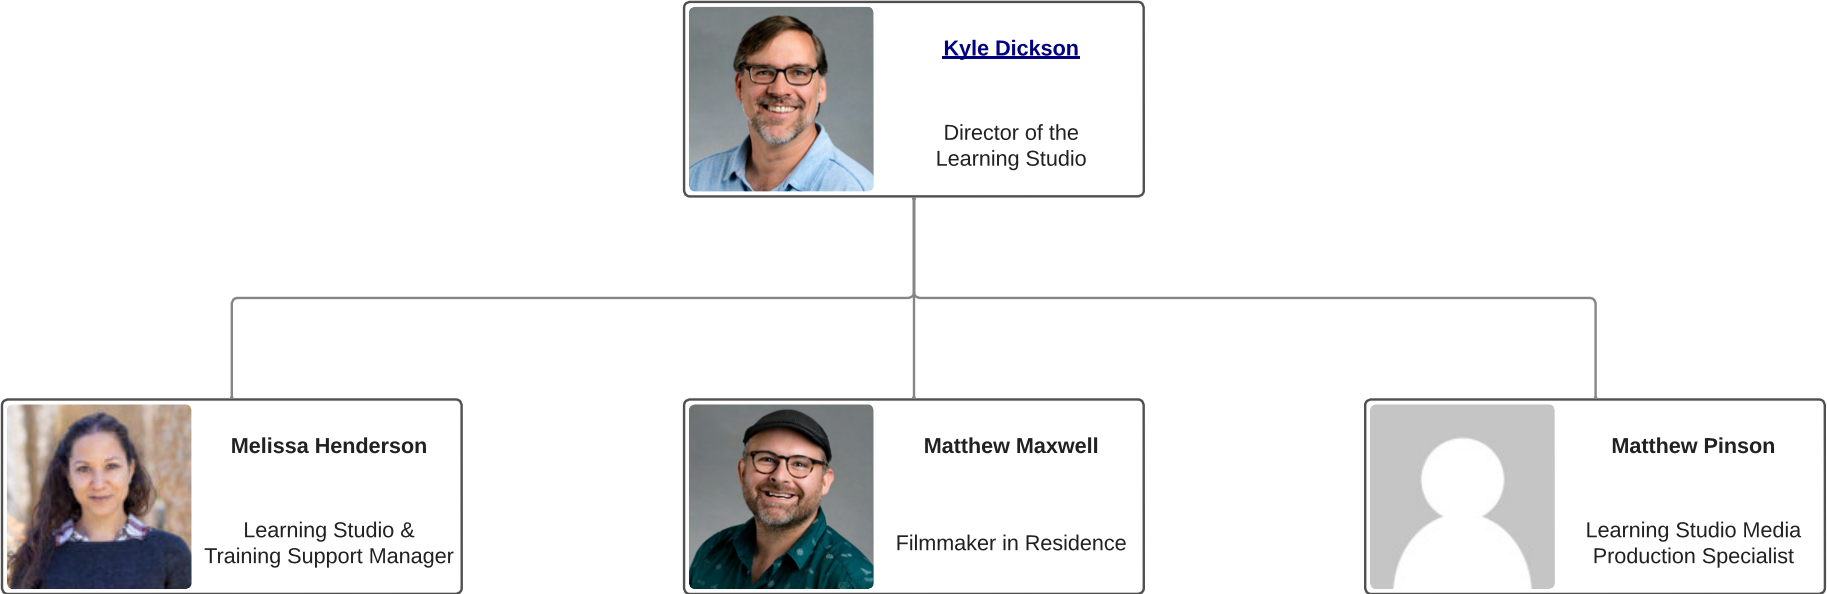 Kyle Dickson
Director of the
Learning Studio
Melissa Henderson
Learning Studio &
Training Support Manager
Matthew Maxwell
Filmmaker in Residence
Matthew Pinson
Learning Studio Media
Production Specialist